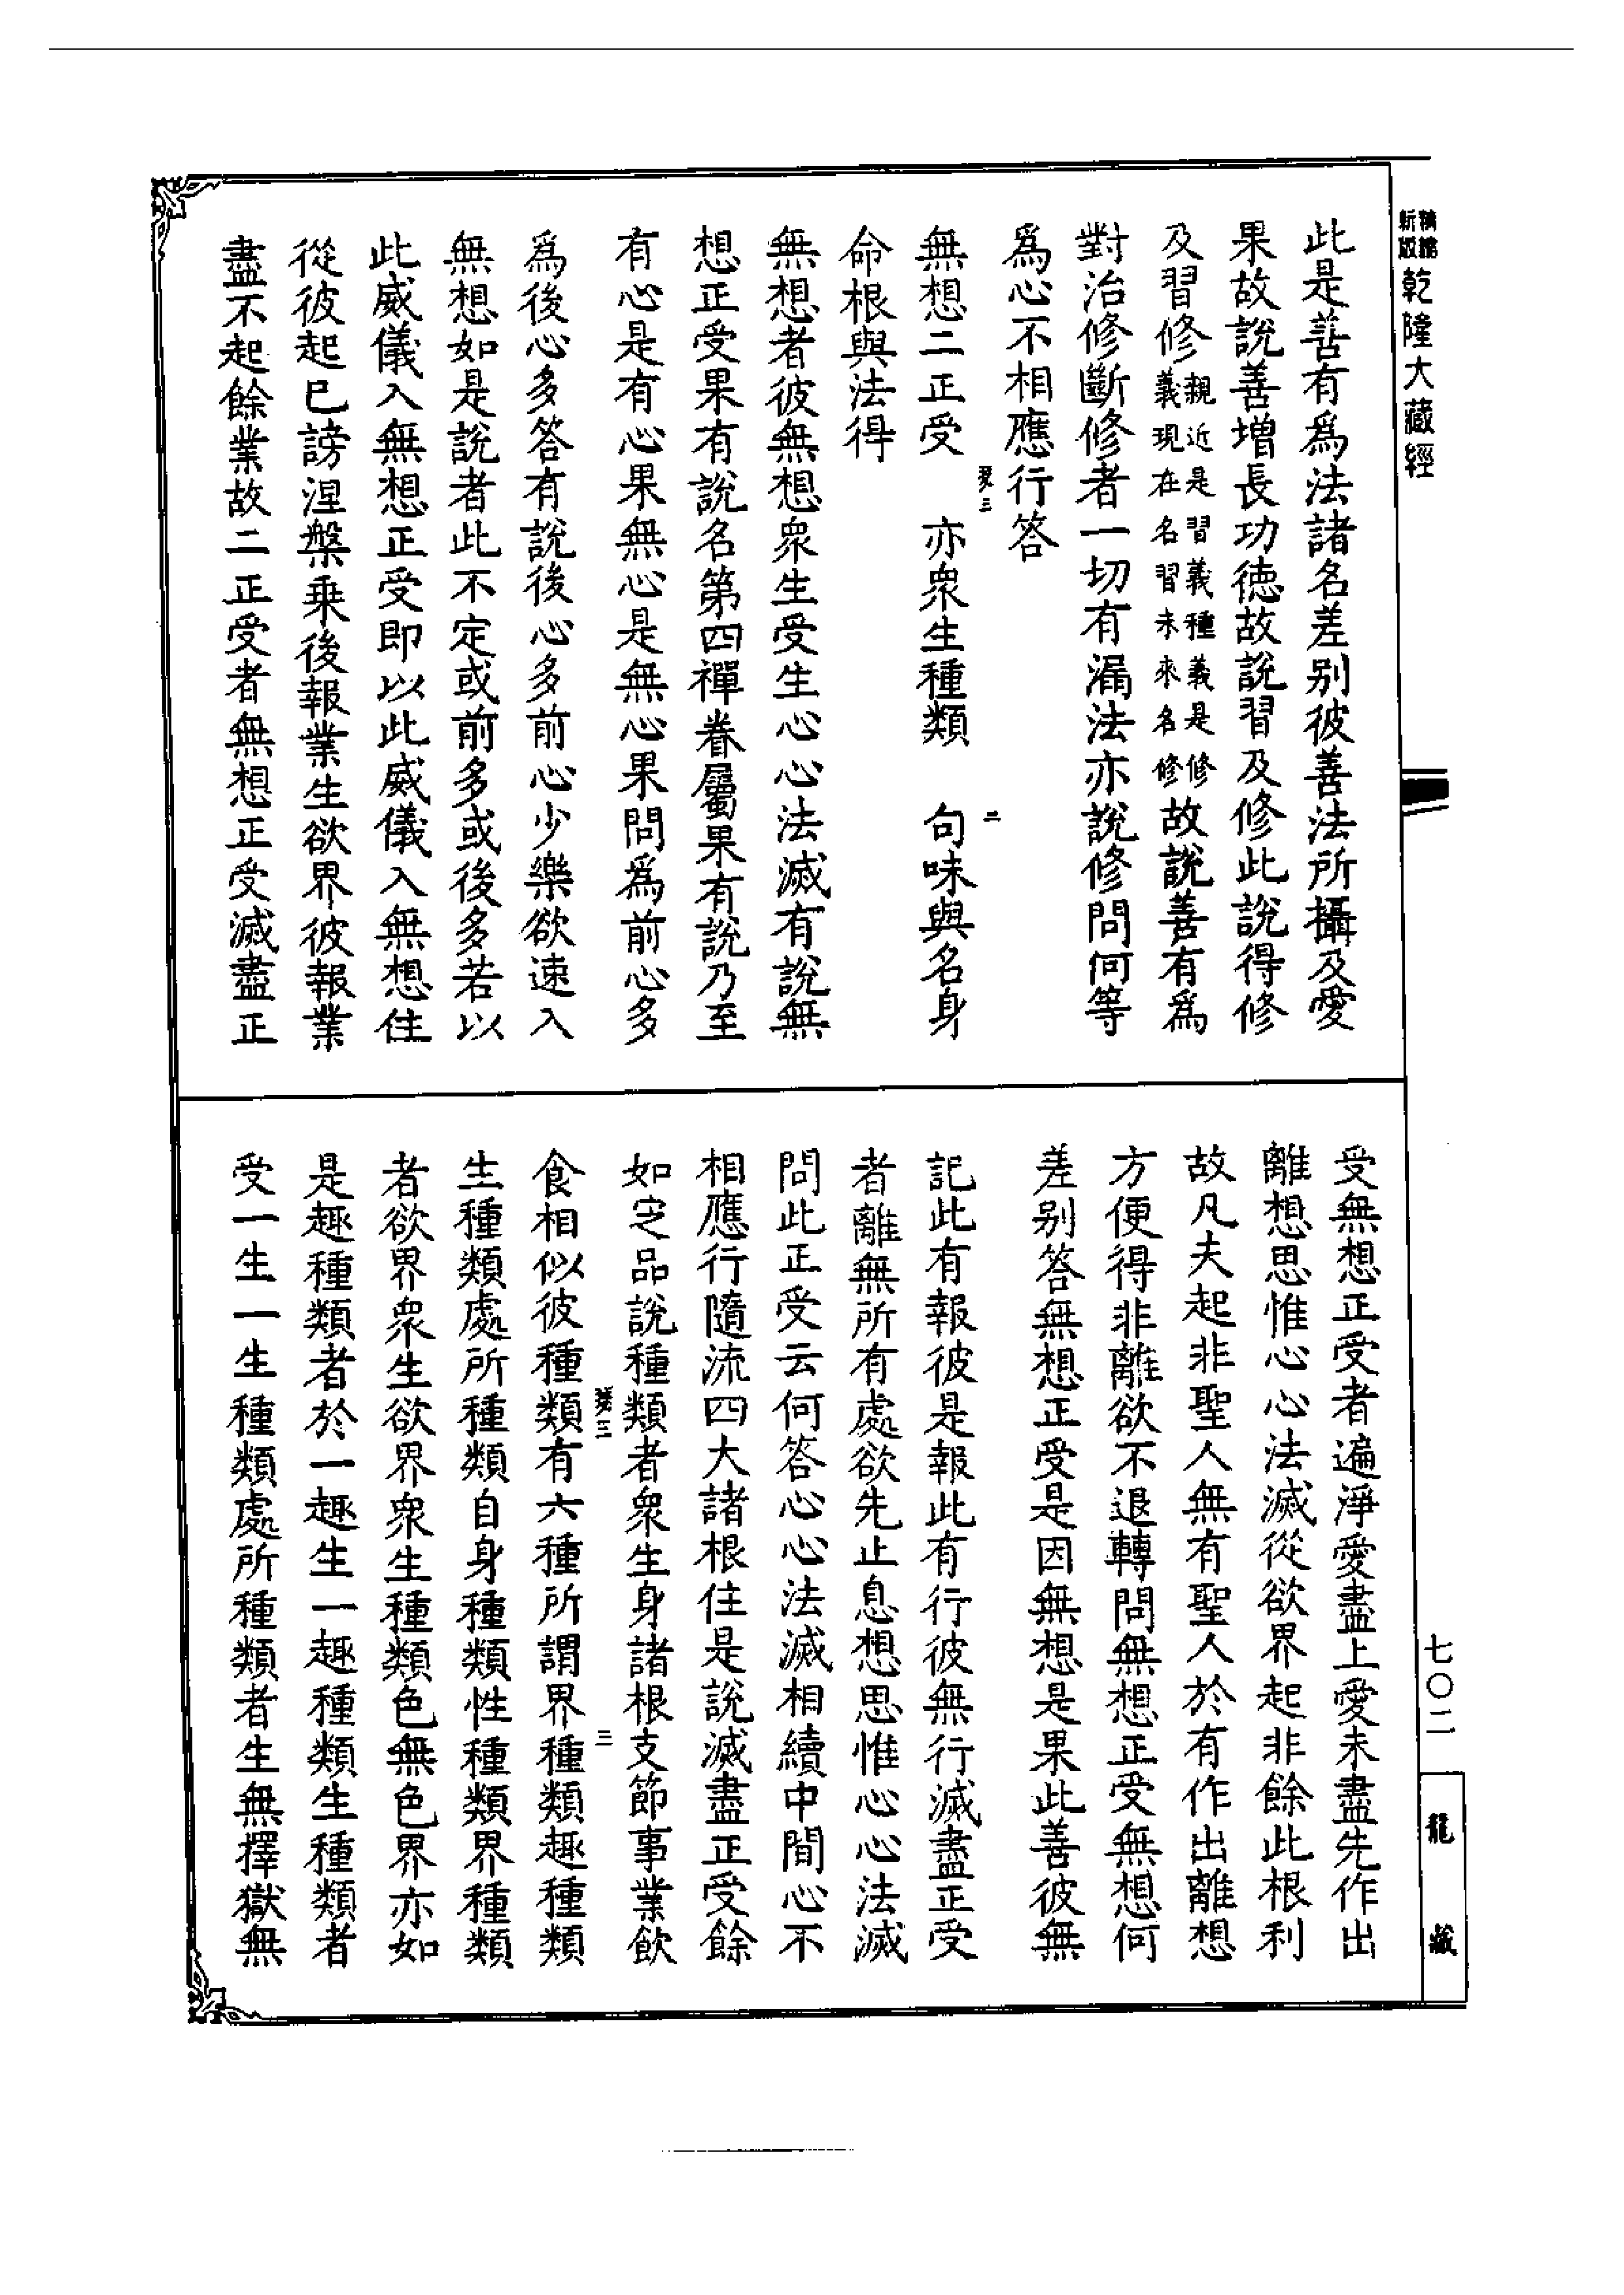 新版
精縮
乾隆大藏經
此是善有為法諸名差别彼善法所攝及愛
果故說善增長功德故說習及修此說得修
及習修親近是習義種義是修義現在名習未來名修故說善有為
對治修斷修者一切有漏法亦說修問何等
為心不相應行答
無想二正受　亦衆生種類　句味與名身
命根與法得
無想者彼無想衆生受生心心法滅有說無
想正受果有說名第四禪眷屬果有說乃至
有心是有心果無心是無心果問為前心多
為後心多答有說後心多前心少樂欲速入
無想如是說者此不定或前多或後多若以
此威儀入無想正受即以此威儀入無想住
從彼起已謗涅槃乗後報業生欲界彼報業
盡不起餘業故二正受者無想正受滅盡正
二
受無想正受者遍淨愛盡上愛未盡先作出
離想思惟心心法滅從欲界起非餘此根利
故凡夫起非聖人無有聖人於有作出離想
方便得非離欲不退轉問無想正受無想何
差别答無想正受是因無想是果此善彼無
記此有報彼是報此有行彼無行滅盡正受
者離無所有處欲先止息想思惟心心法滅
問此正受云何答心心法滅相續中間心不
相應行隨流四大諸根住是說滅盡正受餘
如定品說種類者衆生身諸根支節事業飲
食相似彼種類有六種所謂界種類趣種類
生種類處所種類自身種類性種類界種類
者欲界衆生欲界衆生種類色無色界亦如
是趣種類者於一趣生一趣種類生種類者
受一生一生種類處所種類者生無擇獄無
三
七〇二
龍藏